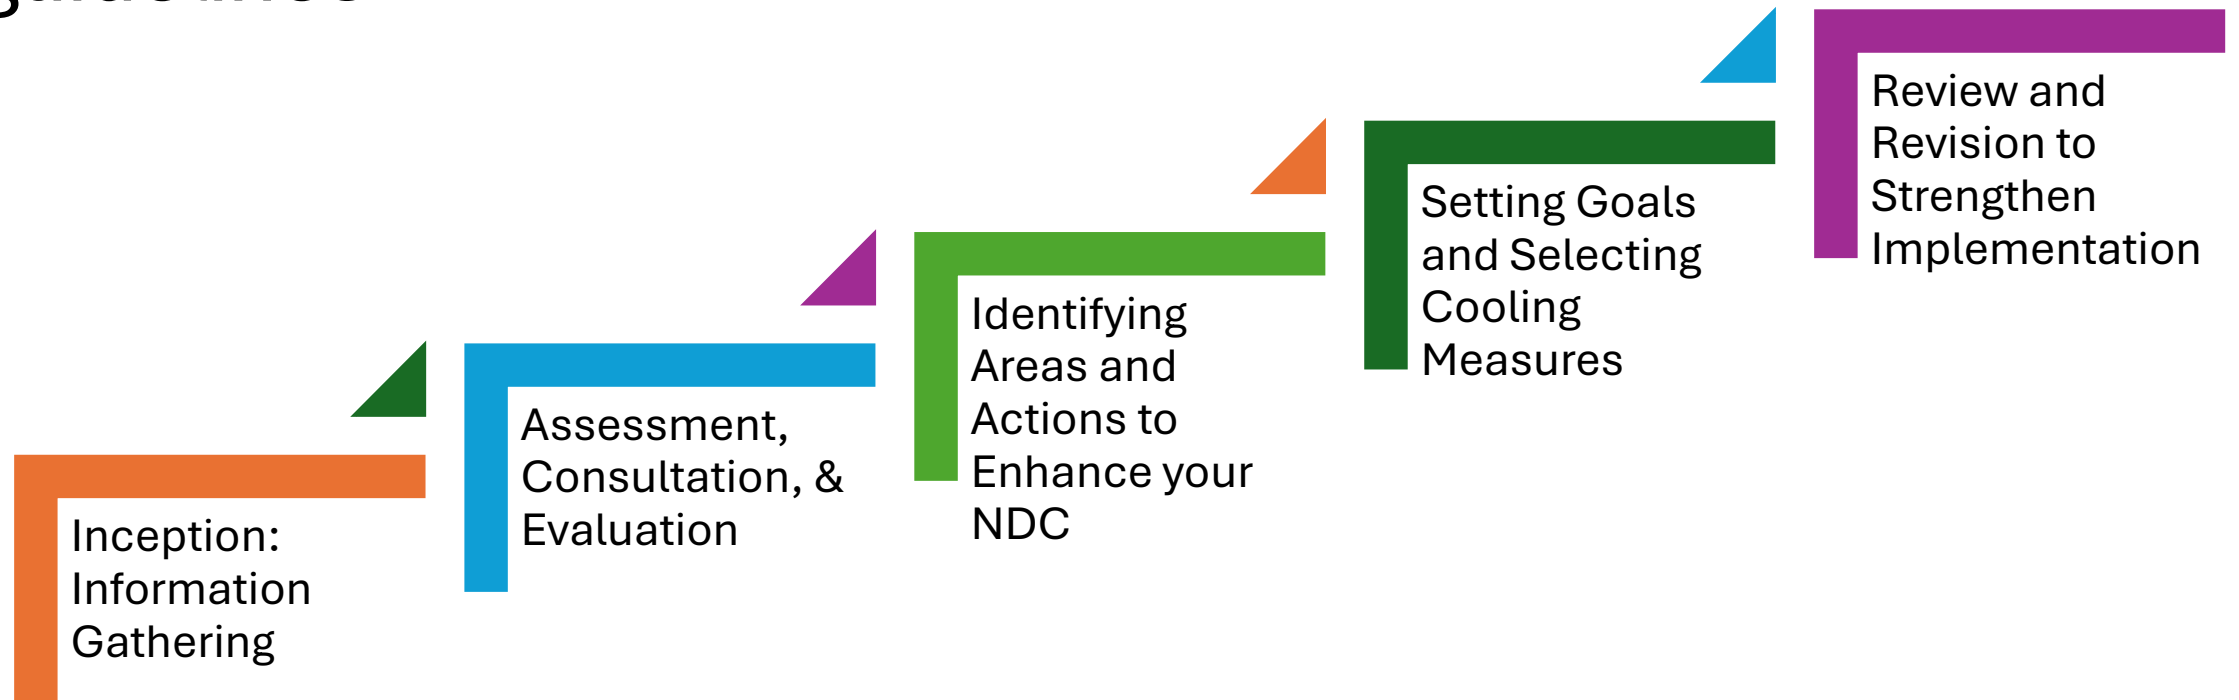 Inception:
Information
Gathering
Assessment,
Consultation, &
Evaluation
Identifying
Areas and
Actions to
Enhance your
NDC
Setting Goals
and Selecting
Cooling
Measures
Review and
Revision to
Strengthen
Implementation